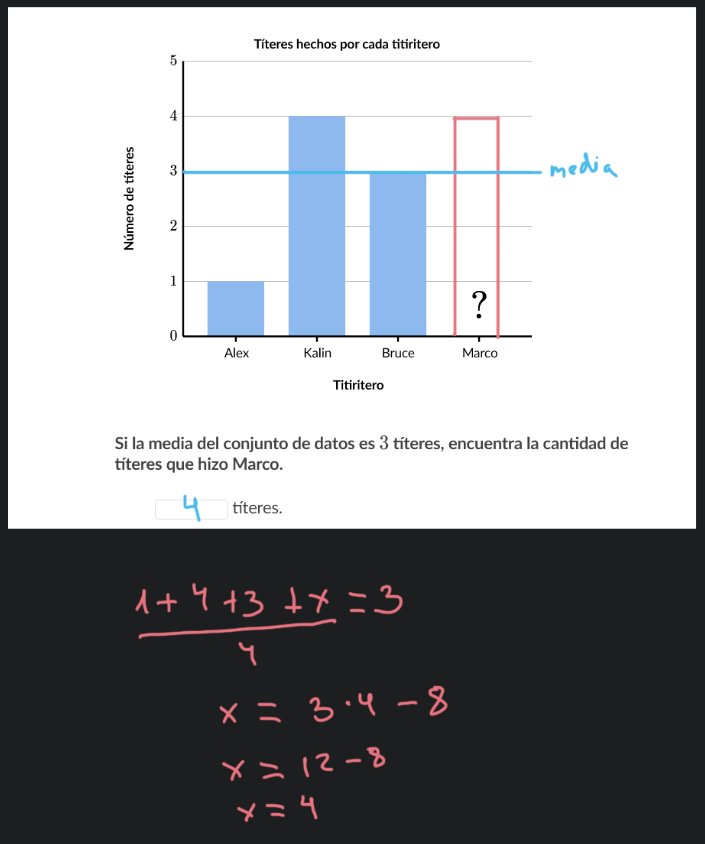 Títeres hechos por cada titiritero
5
4
3
media
2
1
?
0
Número de títeres
Alex Kalin Bruce Marco
Titiritero
Si la media del conjunto de datos es 3 títeres, encuentra la cantidad de
títeres que hizo Marco.
4 títeres.
1+4+3+x=3
4
x = 3·4-8
x = 12-8
x=4